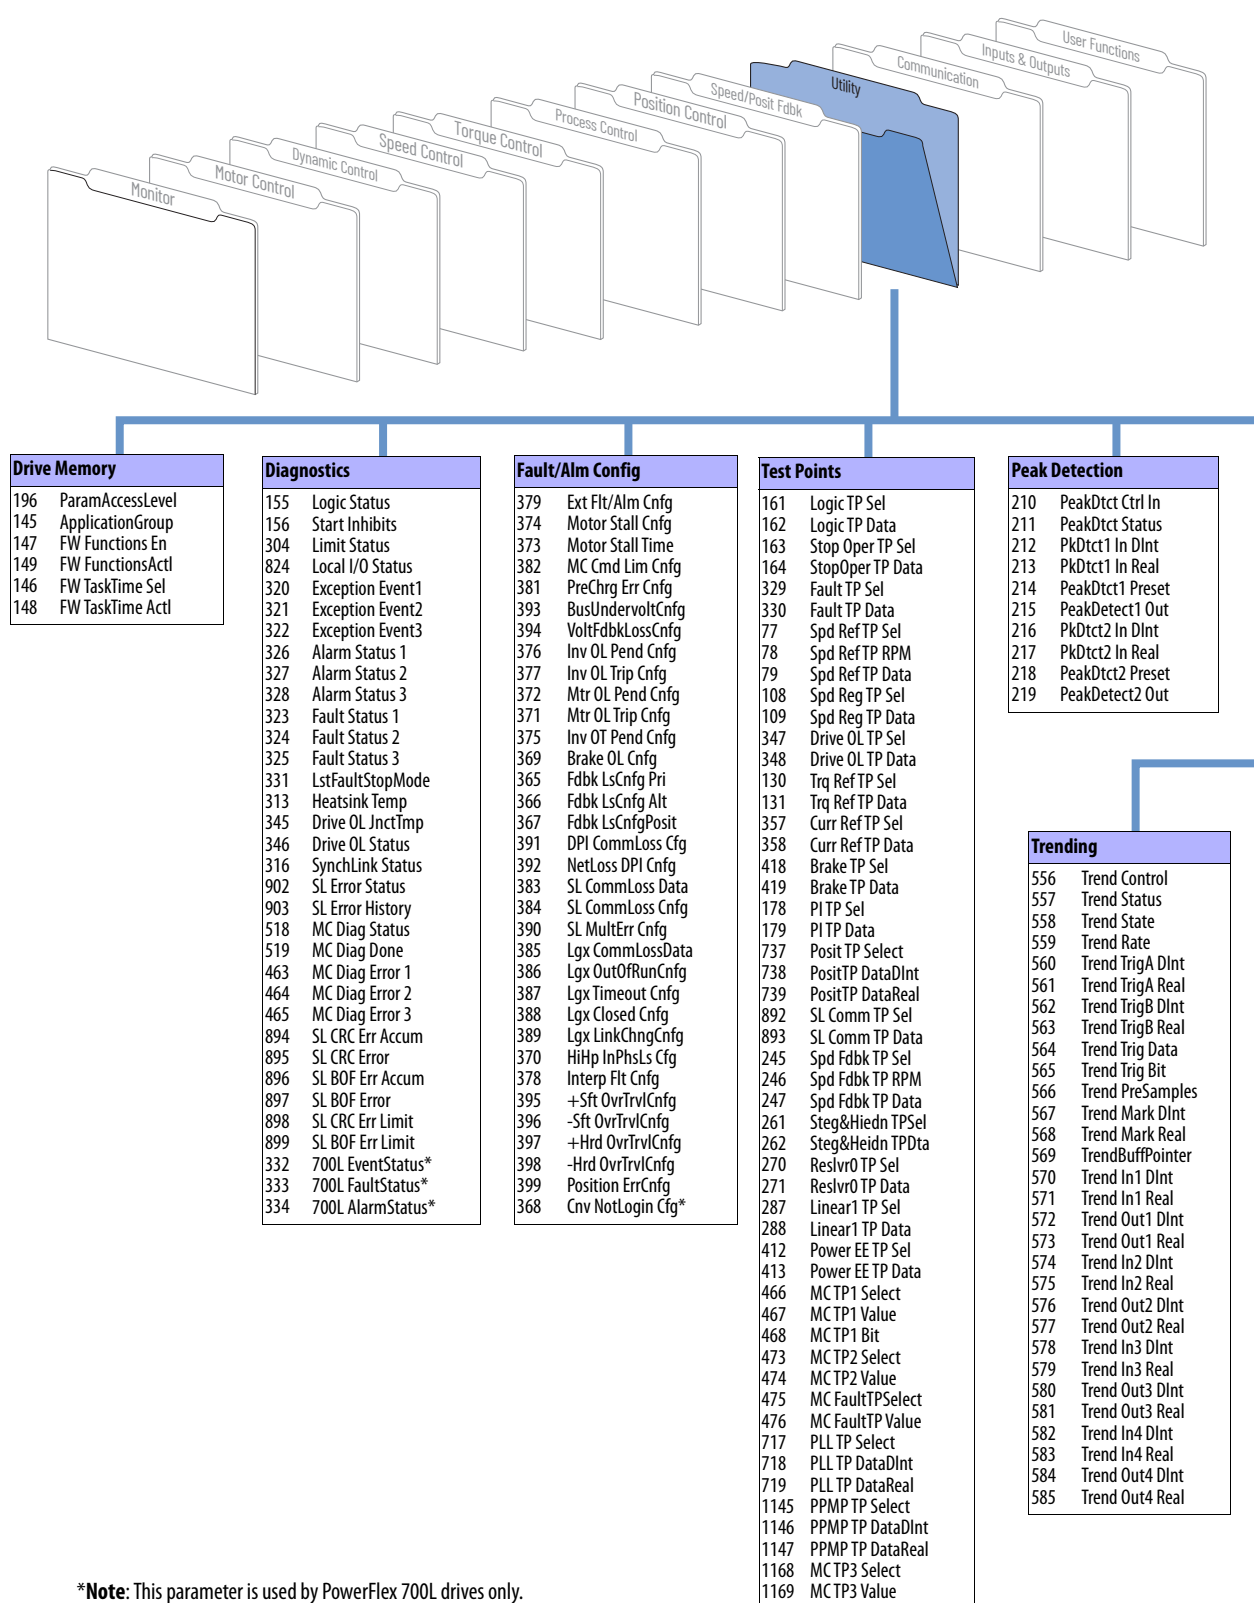 User Functions
Inputs & Outputs
Communication
Utility
Speed/Posit Fdbk
Position Control
Process Control
Torque Control
Speed Control
Dynamic Control
Motor Control
Monitor
Drive Memory
196 ParamAccessLevel
145 ApplicationGroup
147 FW Functions En
149 FW FunctionsActl
146 FW TaskTime Sel
148 FW TaskTime Actl
Diagnostics
155 Logic Status
156 Start Inhibits
304 Limit Status
824 Local I/O Status
320 Exception Event1
321 Exception Event2
322 Exception Event3
326 Alarm Status 1
327 Alarm Status 2
328 Alarm Status 3
323 Fault Status 1
324 Fault Status 2
325 Fault Status 3
331 LstFaultStopMode
313 Heatsink Temp
345 Drive OL JnctTmp
346 Drive OL Status
316 SynchLink Status
902 SL Error Status
903 SL Error History
518 MC Diag Status
519 MC Diag Done
463 MC Diag Error 1
464 MC Diag Error 2
465 MC Diag Error 3
894 SL CRC Err Accum
895 SL CRC Error
896 SL BOF Err Accum
897 SL BOF Error
898 SL CRC Err Limit
899 SL BOF Err Limit
332 700L EventStatus*
333 700L FaultStatus*
334 700L AlarmStatus*
Fault/Alm Config
379 Ext Flt/Alm Cnfg
374 Motor Stall Cnfg
373 Motor Stall Time
382 MC Cmd Lim Cnfg
381 PreChrg Err Cnfg
393 BusUndervoltCnfg
394 VoltFdbkLossCnfg
376 Inv OL Pend Cnfg
377 Inv OL Trip Cnfg
372 Mtr OL Pend Cnfg
371 Mtr OL Trip Cnfg
375 Inv OT Pend Cnfg
369 Brake OL Cnfg
365 Fdbk LsCnfg Pri
366 Fdbk LsCnfg Alt
367 Fdbk LsCnfgPosit
391 DPI CommLoss Cfg
392 NetLoss DPI Cnfg
383 SL CommLoss Data
384 SL CommLoss Cnfg
390 SL MultErr Cnfg
385 Lgx CommLossData
386 Lgx OutOfRunCnfg
387 Lgx Timeout Cnfg
388 Lgx Closed Cnfg
389 Lgx LinkChngCnfg
370 HiHp InPhsLs Cfg
378 Interp Flt Cnfg
395 +Sft OvrTrvlCnfg
396 -Sft OvrTrvlCnfg
397 +Hrd OvrTrvlCnfg
398 -Hrd OvrTrvlCnfg
399 Position ErrCnfg
368 Cnv NotLogin Cfg*
Test Points
161 Logic TP Sel
162 Logic TP Data
163 Stop Oper TP Sel
164 StopOper TP Data
329 Fault TP Sel
330 Fault TP Data
77 Spd Ref TP Sel
78 Spd Ref TP RPM
79 Spd Ref TP Data
108 Spd Reg TP Sel
109 Spd Reg TP Data
347 Drive OL TP Sel
348 Drive OL TP Data
130 Trq Ref TP Sel
131 Trq Ref TP Data
357 Curr Ref TP Sel
358 Curr Ref TP Data
418 Brake TP Sel
419 Brake TP Data
178 PI TP Sel
179 PI TP Data
737 Posit TP Select
738 PositTP DataDInt
739 PositTP DataReal
892 SL Comm TP Sel
893 SL Comm TP Data
245 Spd Fdbk TP Sel
246 Spd Fdbk TP RPM
247 Spd Fdbk TP Data
261 Steg&Hiedn TPSel
262 Steg&Heidn TPDta
270 Reslvr0 TP Sel
271 Reslvr0 TP Data
287 Linear1 TP Sel
288 Linear1 TP Data
412 Power EE TP Sel
413 Power EE TP Data
466 MC TP1 Select
467 MC TP1 Value
468 MC TP1 Bit
473 MC TP2 Select
474 MC TP2 Value
475 MC FaultTPSelect
476 MC FaultTP Value
717 PLL TP Select
718 PLL TP DataDInt
719 PLL TP DataReal
1145 PPMP TP Select
1146 PPMP TP DataDInt
1147 PPMP TP DataReal
1168 MC TP3 Select
1169 MC TP3 Value
Peak Detection
210 PeakDtct Ctrl In
211 PeakDtct Status
212 PkDtct1 In DInt
213 PkDtct1 In Real
214 PeakDtct1 Preset
215 PeakDetect1 Out
216 PkDtct2 In DInt
217 PkDtct2 In Real
218 PeakDtct2 Preset
219 PeakDetect2 Out
Trending
556 Trend Control
557 Trend Status
558 Trend State
559 Trend Rate
560 Trend TrigA DInt
561 Trend TrigA Real
562 Trend TrigB DInt
563 Trend TrigB Real
564 Trend Trig Data
565 Trend Trig Bit
566 Trend PreSamples
567 Trend Mark DInt
568 Trend Mark Real
569 TrendBuffPointer
570 Trend In1 DInt
571 Trend In1 Real
572 Trend Out1 DInt
573 Trend Out1 Real
574 Trend In2 DInt
575 Trend In2 Real
576 Trend Out2 DInt
577 Trend Out2 Real
578 Trend In3 DInt
579 Trend In3 Real
580 Trend Out3 DInt
581 Trend Out3 Real
582 Trend In4 DInt
583 Trend In4 Real
584 Trend Out4 DInt
585 Trend Out4 Real
*Note: This parameter is used by PowerFlex 700L drives only.